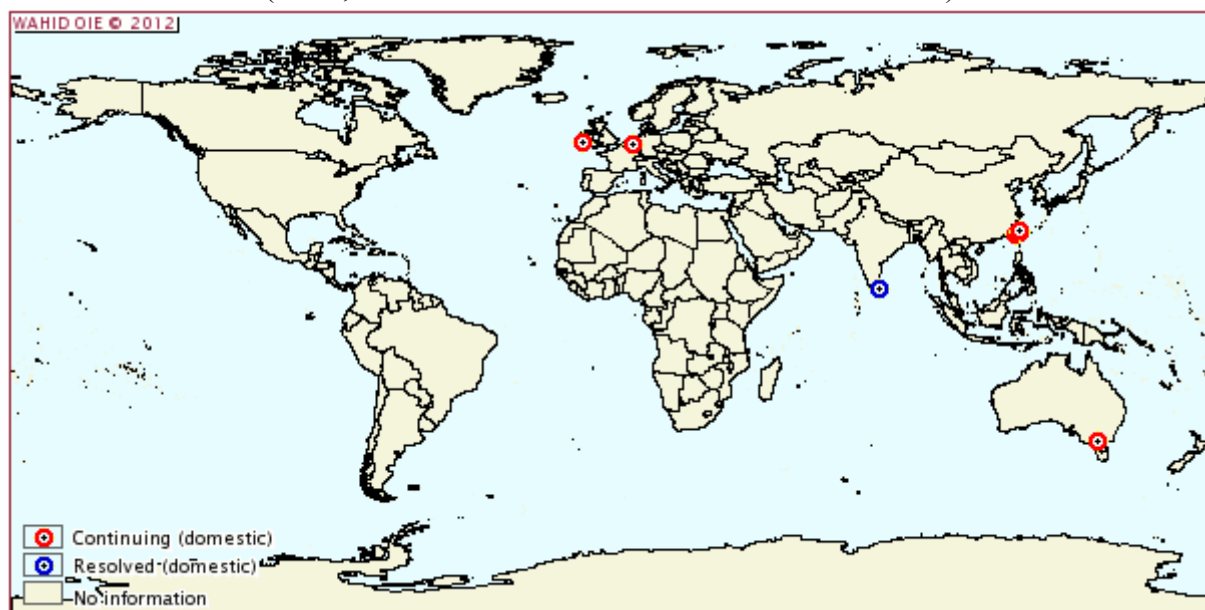 WAHID OIE © 2012
Continuing (domestic)
Resolved (domestic)
No information